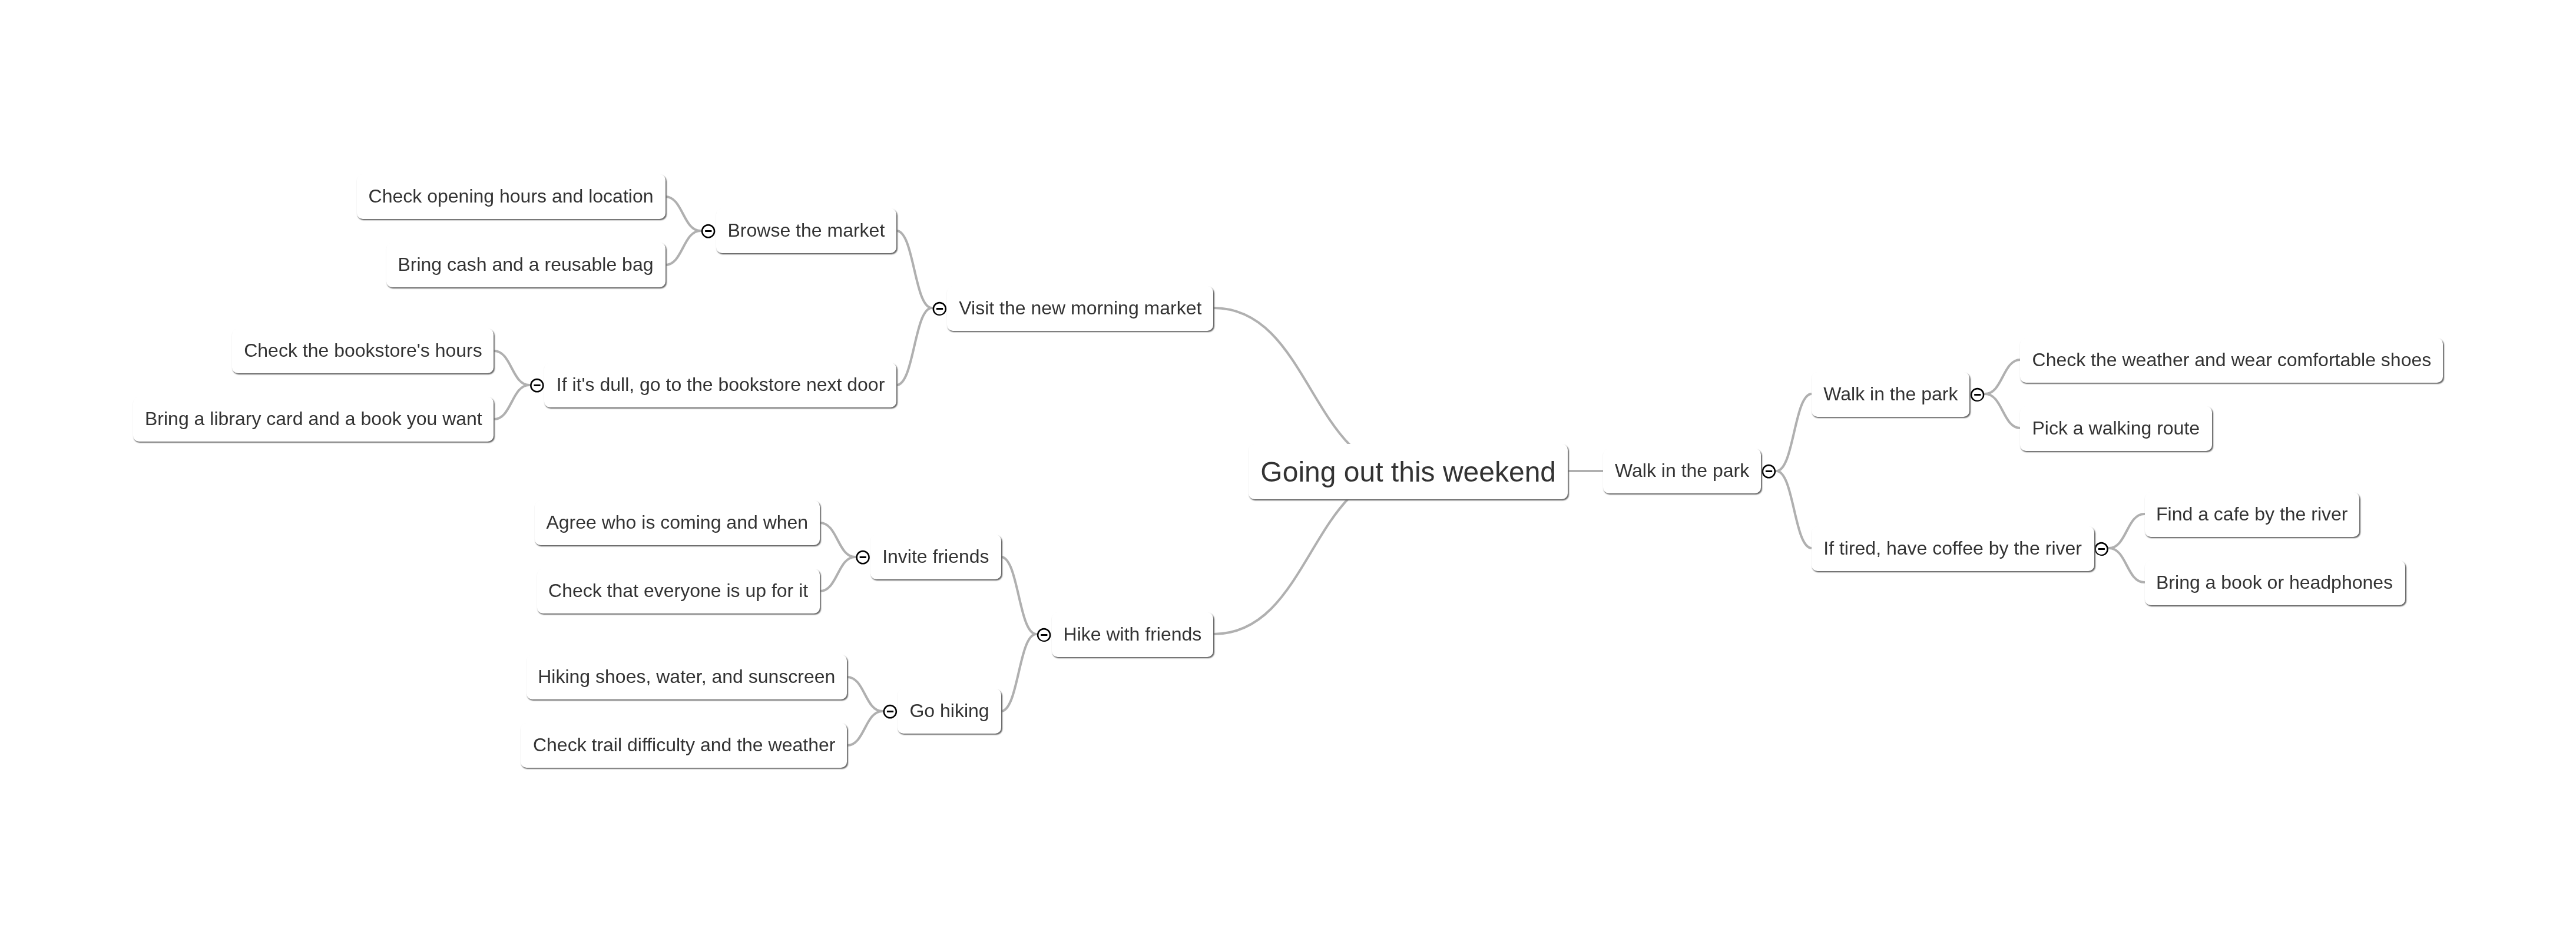 Going out this weekend
Visit the new morning market
Browse the market
Check opening hours and location
Bring cash and a reusable bag
If it's dull, go to the bookstore next door
Check the bookstore's hours
Bring a library card and a book you want
Hike with friends
Invite friends
Agree who is coming and when
Check that everyone is up for it
Go hiking
Hiking shoes, water, and sunscreen
Check trail difficulty and the weather
Walk in the park
Walk in the park
Check the weather and wear comfortable shoes
Pick a walking route
If tired, have coffee by the river
Find a cafe by the river
Bring a book or headphones